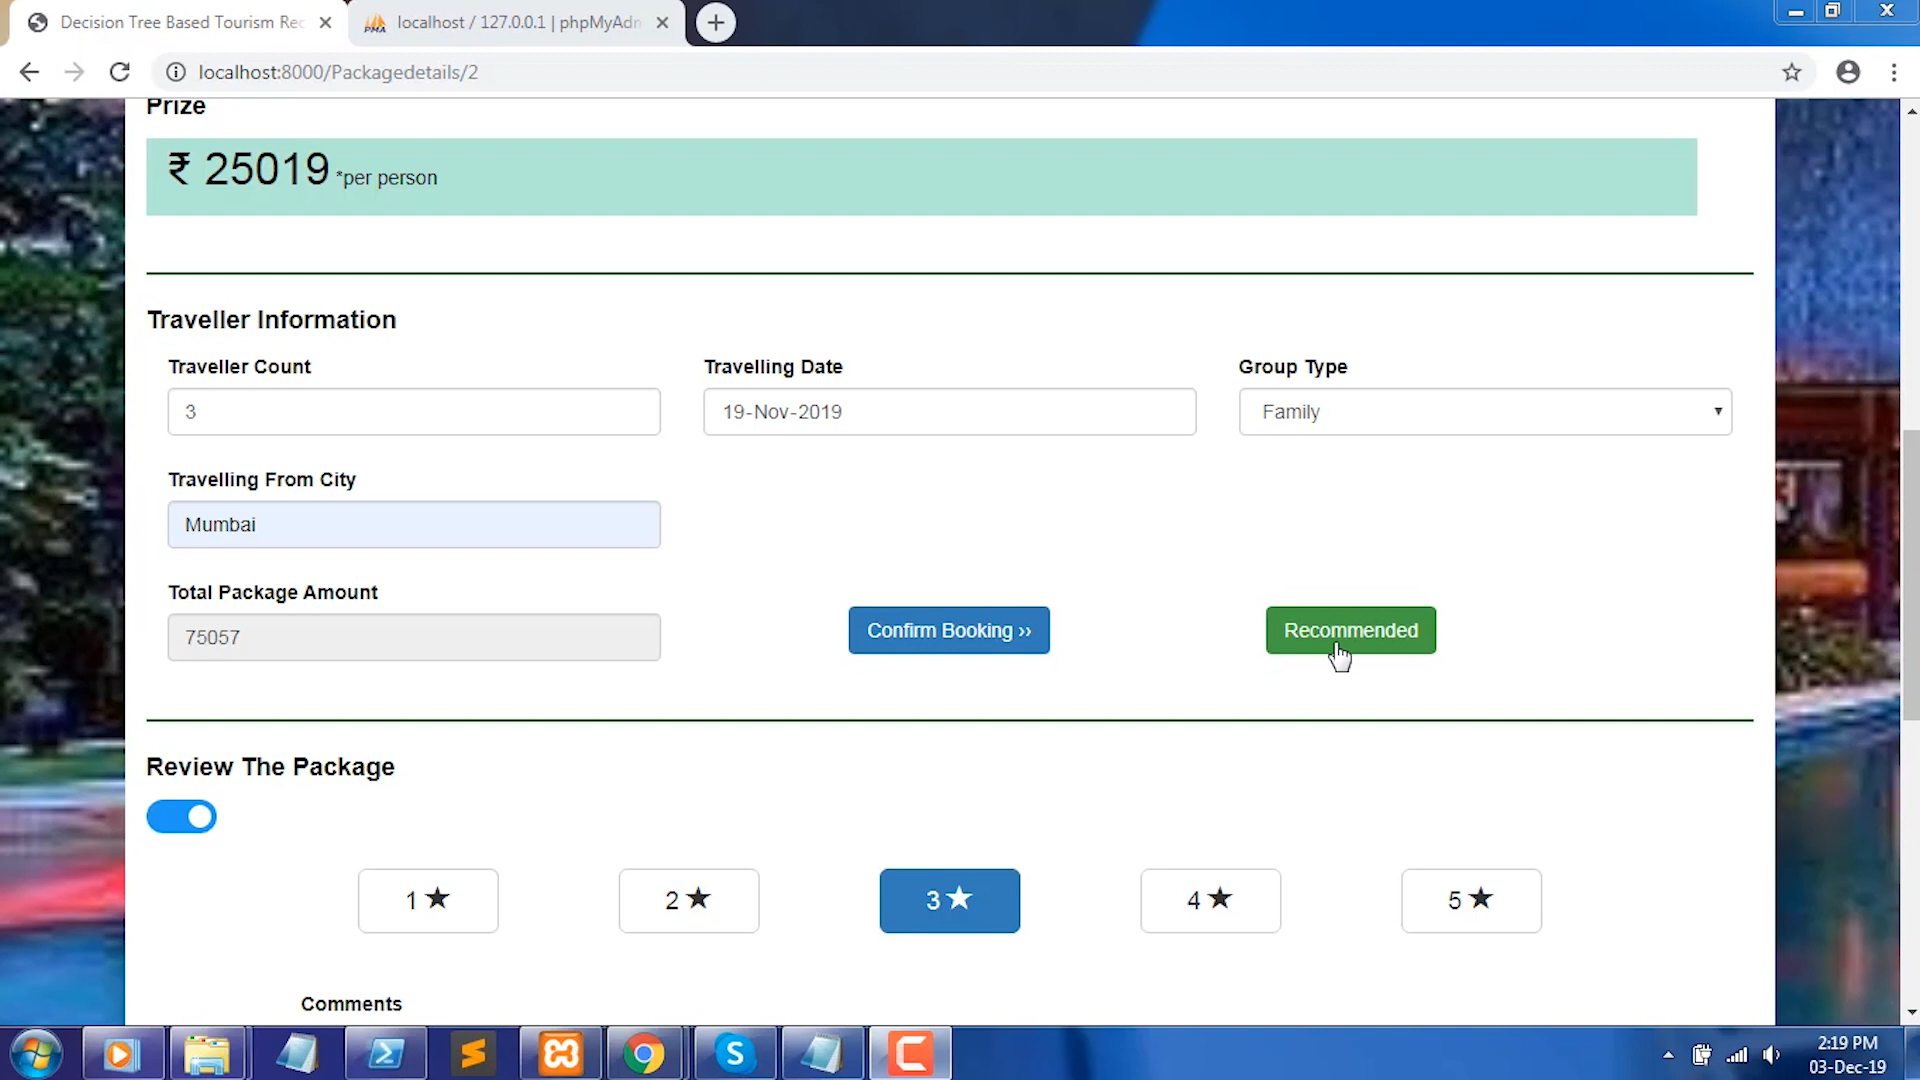 Decision Tree Based Tourism Rec
localhost / 127.0.0.1 | phpMyAdm
localhost:8000/Packagedetails/2
Prize
₹ 25019 *per person
Traveller Information
Traveller Count
Travelling Date
Group Type
3
19-Nov-2019
Family
Travelling From City
Mumbai
Total Package Amount
75057
Confirm Booking ››
Recommended
Review The Package
1 ★
2 ★
3 ★
4 ★
5 ★
Comments
2:19 PM
03-Dec-19